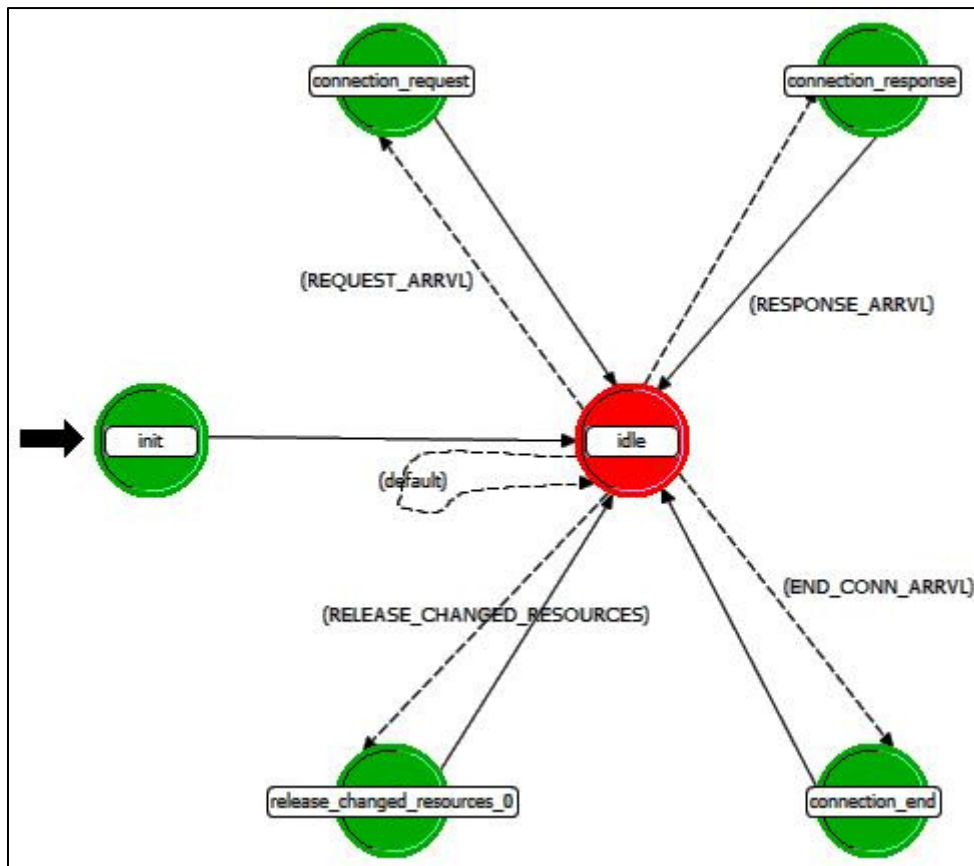 connection_request
connection_response
(REQUEST_ARRVL)
(RESPONSE_ARRVL)
init
idle
(default)
(END_CONN_ARRVL)
(RELEASE_CHANGED_RESOURCES)
release_changed_resources_0
connection_end